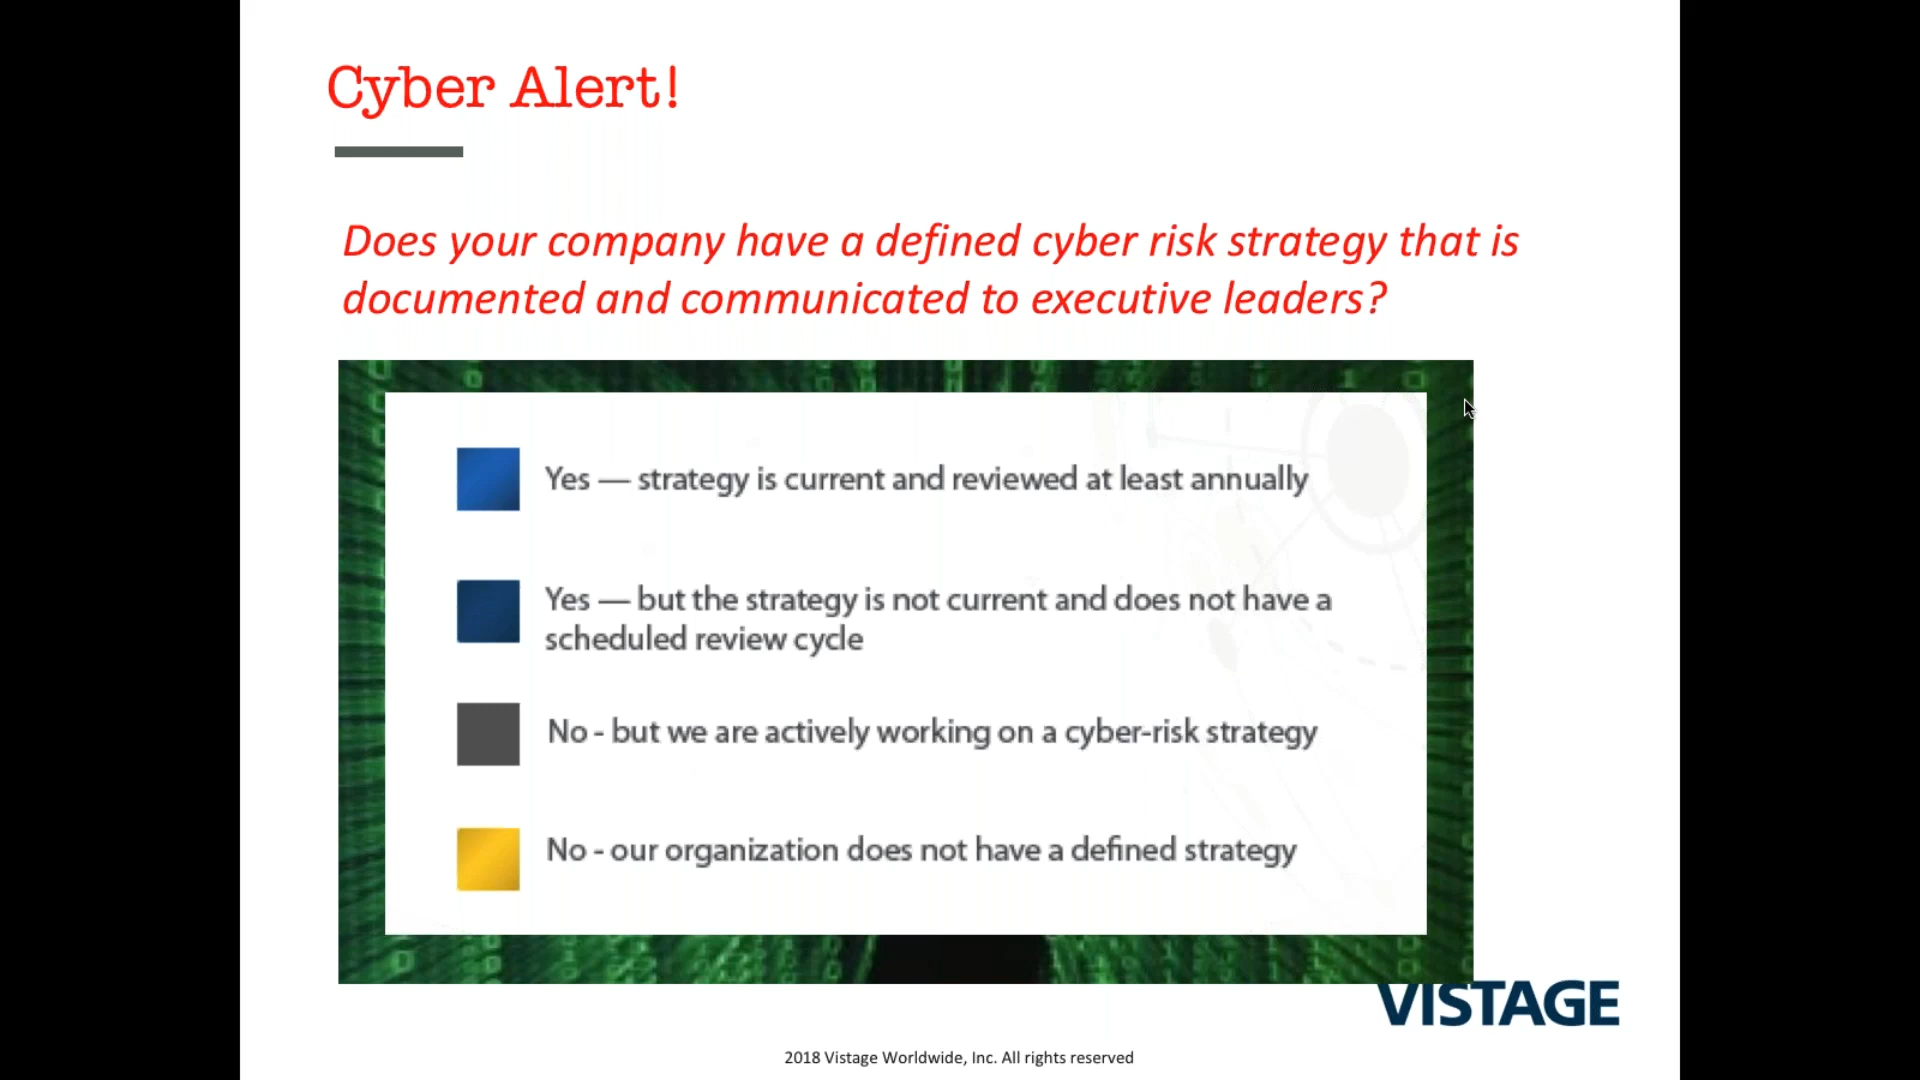 Cyber Alert!
Does your company have a defined cyber risk strategy that is
documented and communicated to executive leaders?
Yes — strategy is current and reviewed at least annually
Yes — but the strategy is not current and does not have a
scheduled review cycle
No - but we are actively working on a cyber-risk strategy
No - our organization does not have a defined strategy
VISTAGE
2018 Vistage Worldwide, Inc. All rights reserved